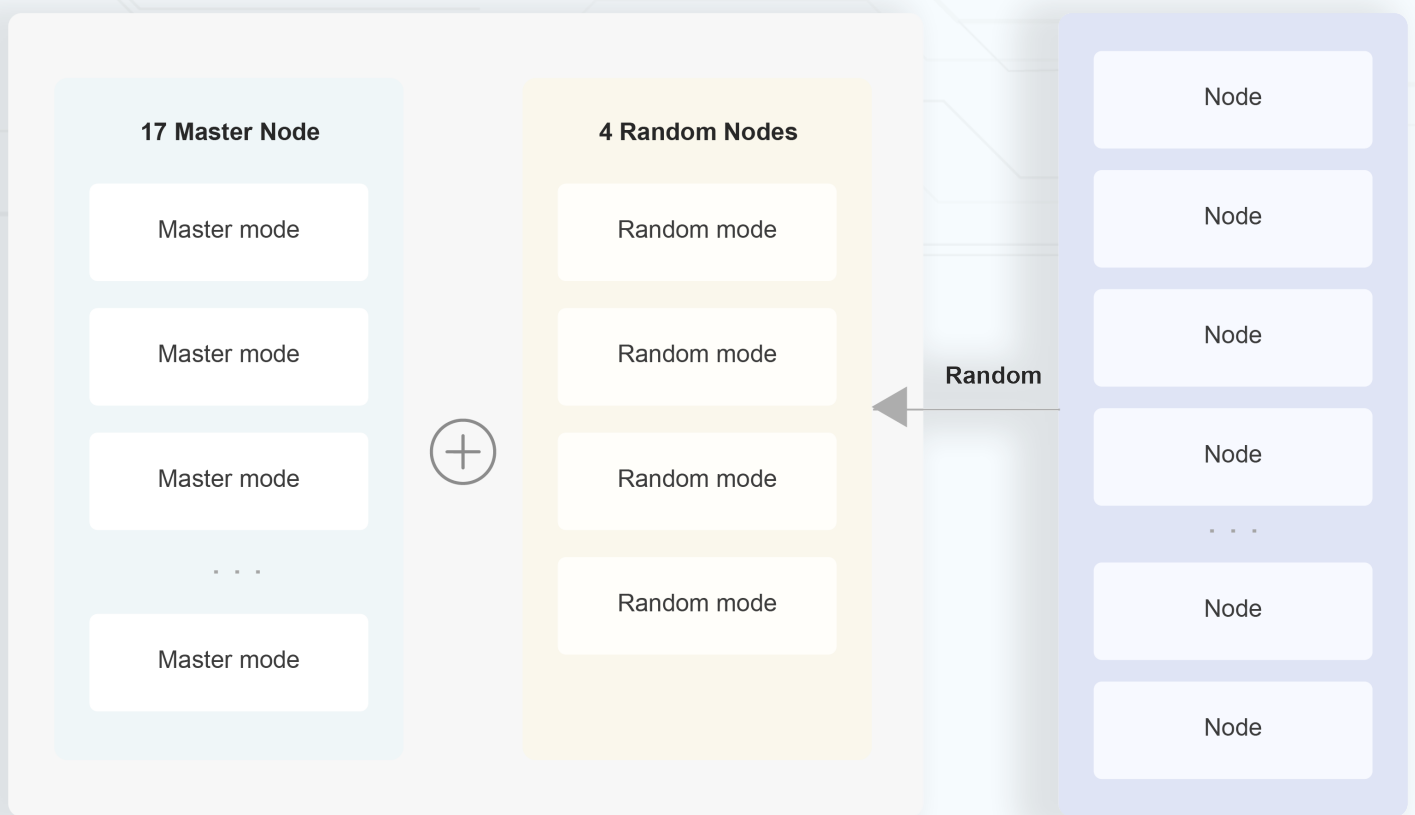 17 Master Node
Master mode
Master mode
Master mode
. . .
Master mode
4 Random Nodes
Random mode
Random mode
Random mode
Random mode
Random
Node
Node
Node
Node
. . .
Node
Node